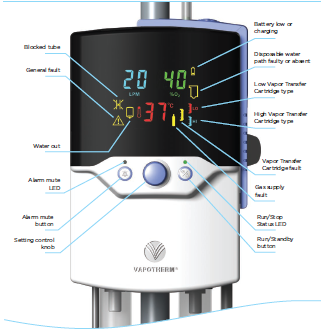 Battery low or
charging
Blocked tube
Disposable water
path faulty or absent
General fault
20
40
LPM
%O₂
Low Vapor Transfer
Cartridge type
37
°C
LO
HI
High Vapor Transfer
Cartridge type
Water out
Vapor Transfer
Cartridge fault
Alarm mute
LED
Gas supply
fault
Alarm mute
button
Run/Stop
Status LED
Setting control
knob
Run/Standby
button
VAPOTHERM®